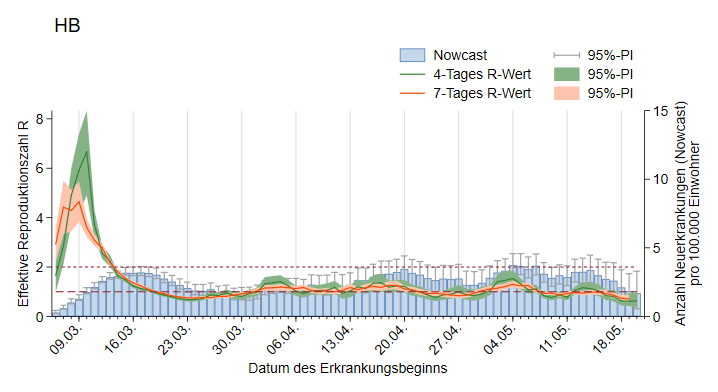 HB
Nowcast 95%-PI
4-Tages R-Wert 95%-PI
7-Tages R-Wert 95%-PI
Effektive Reproduktionszahl R
8
6
4
2
0
15
10
5
0
Anzahl Neuerkrankungen (Nowcast)
pro 100.000 Einwohner
09.03. 16.03. 23.03. 30.03. 06.04. 13.04. 20.04. 27.04. 04.05. 11.05. 18.05.
Datum des Erkrankungsbeginns